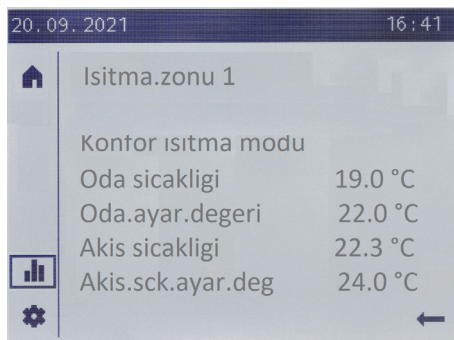 20.09.2021 16:41
Isitma.zonu 1
Kontor ısıtma modu
Oda sicakligi 19.0 °C
Oda.ayar.degeri 22.0 °C
Akis sicakligi 22.3 °C
Akis.sck.ayar.deg 24.0 °C